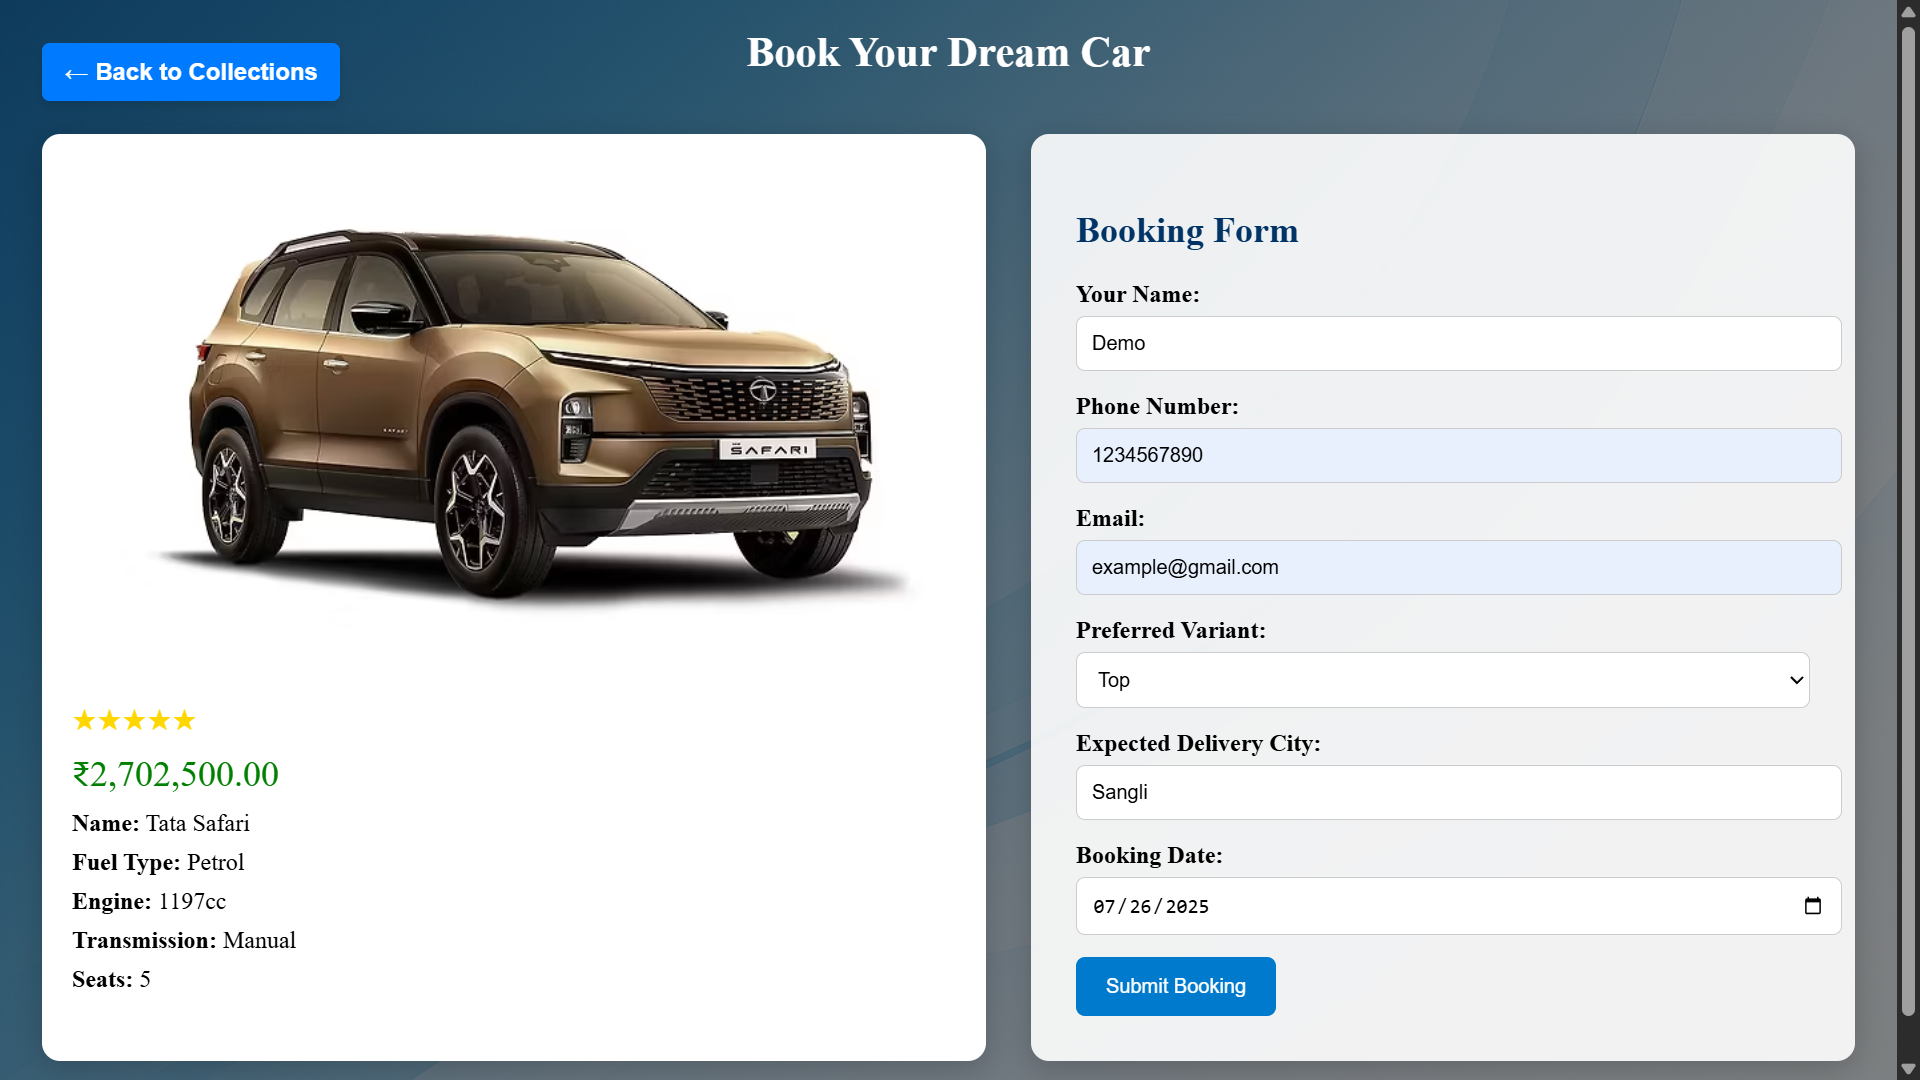 ← Back to Collections
Book Your Dream Car
SAFARI
★★★★★
₹2,702,500.00
Name: Tata Safari
Fuel Type: Petrol
Engine: 1197cc
Transmission: Manual
Seats: 5
Booking Form
Your Name:
Demo
Phone Number:
1234567890
Email:
example@gmail.com
Preferred Variant:
Top
Expected Delivery City:
Sangli
Booking Date:
07/26/2025
Submit Booking